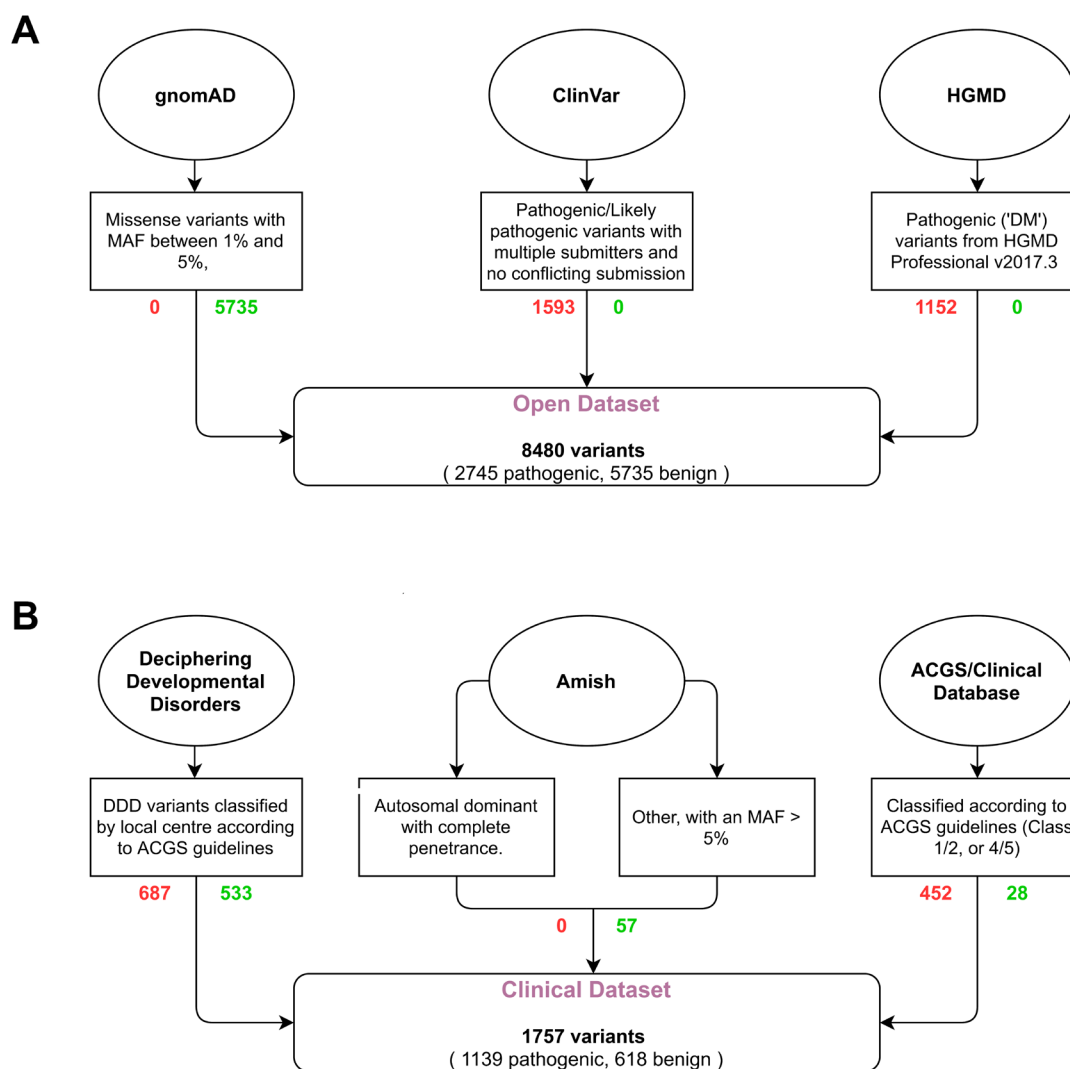 A
gnomAD
ClinVar
HGMD
Missense variants with
MAF between 1% and
5%,
Pathogenic/Likely
pathogenic variants with
multiple submitters and
no conflicting submission
Pathogenic ('DM')
variants from HGMD
Professional v2017.3
0 5735
1593 0
1152 0
Open Dataset
8480 variants
( 2745 pathogenic, 5735 benign )
B
Deciphering
Developmental
Disorders
Amish
ACGS/Clinical
Database
DDD variants classified
by local centre according
to ACGS guidelines
Autosomal dominant
with complete
penetrance.
Other, with an MAF >
5%
Classified according to
ACGS guidelines (Class
1/2, or 4/5)
687 533
0 57
452 28
Clinical Dataset
1757 variants
( 1139 pathogenic, 618 benign )